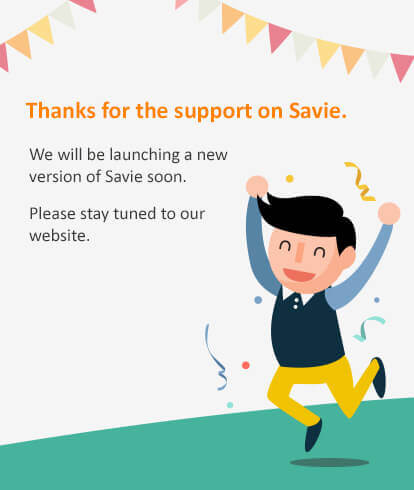 Thanks for the support on Savie.
We will be launching a new
version of Savie soon.
Please stay tuned to our
website.